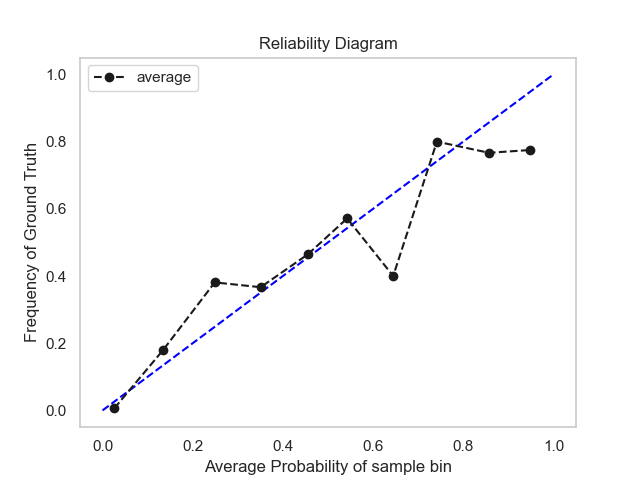 Reliability Diagram
average
Frequency of Ground Truth
1.0
0.8
0.6
0.4
0.2
0.0
0.0 0.2 0.4 0.6 0.8 1.0
Average Probability of sample bin